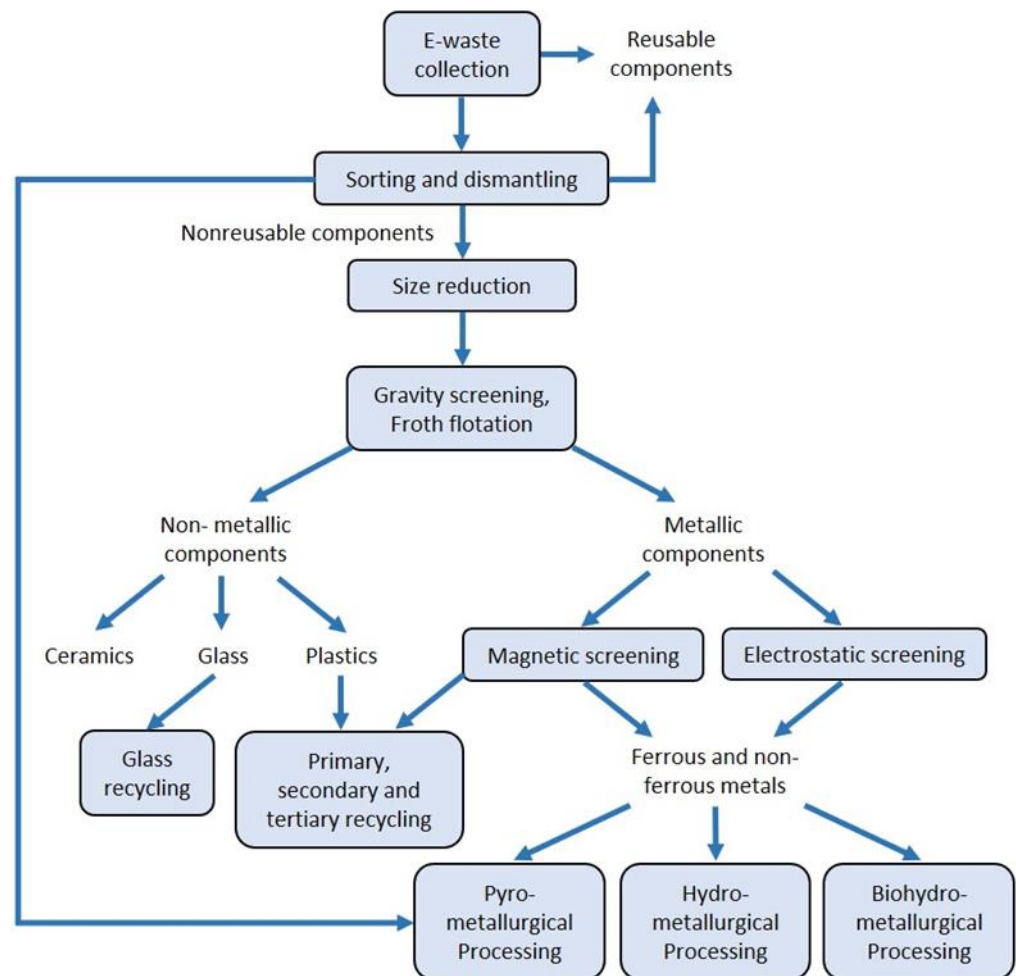 E-waste
collection
Reusable
components
Sorting and dismantling
Nonreusable components
Size reduction
Gravity screening,
Froth flotation
Non- metallic
components
Metallic
components
Ceramics
Glass
Plastics
Magnetic screening
Electrostatic screening
Glass
recycling
Primary,
secondary and
tertiary recycling
Ferrous and non-
ferrous metals
Pyro-
metallurgical
Processing
Hydro-
metallurgical
Processing
Biohydro-
metallurgical
Processing